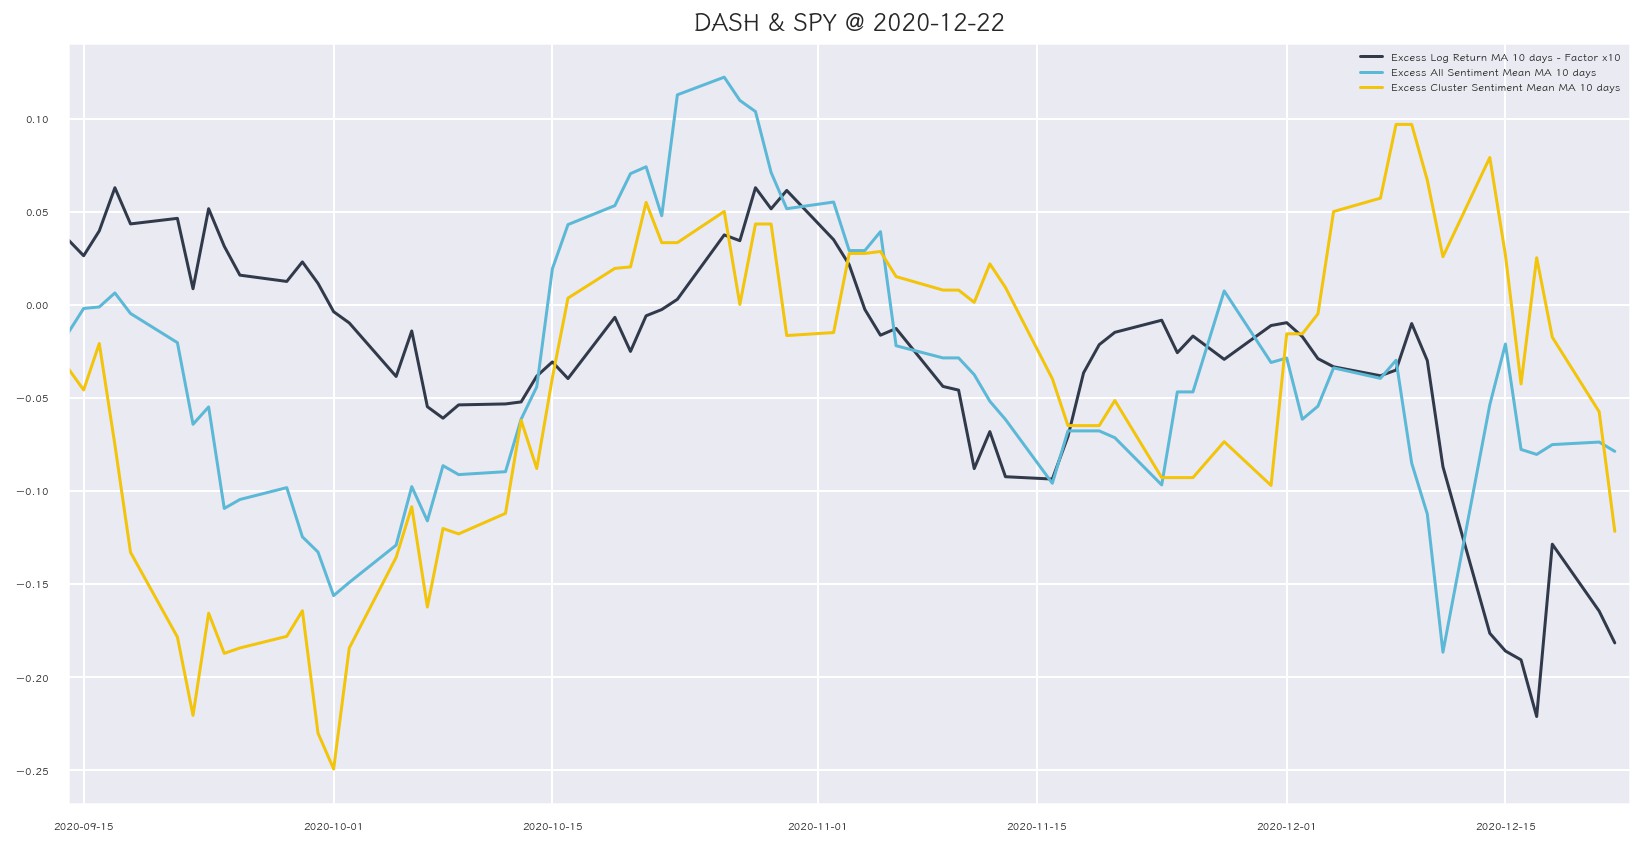 DASH & SPY @ 2020-12-22
Excess Log Return MA 10 days - Factor x10
Excess All Sentiment Mean MA 10 days
Excess Cluster Sentiment Mean MA 10 days
0.10
0.05
0.00
−0.05
−0.10
−0.15
−0.20
−0.25
2020-09-15 2020-10-01 2020-10-15 2020-11-01 2020-11-15 2020-12-01 2020-12-15